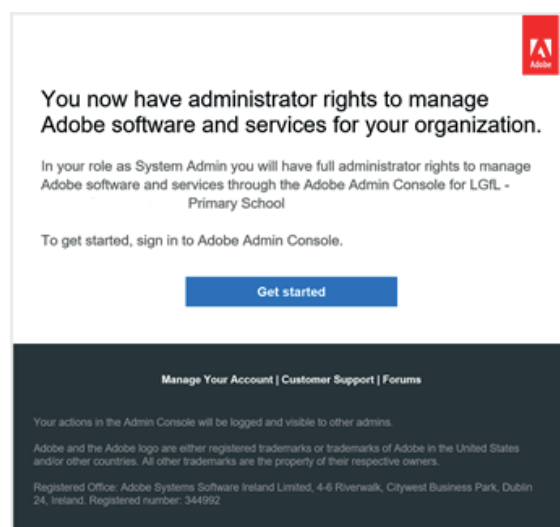 Adobe
You now have administrator rights to manage
Adobe software and services for your organization.
In your role as System Admin you will have full administrator rights to manage
Adobe software and services through the Adobe Admin Console for LGfL -
Primary School
To get started, sign in to Adobe Admin Console.
Get started
Manage Your Account | Customer Support | Forums
Your actions in the Admin Console will be logged and visible to other admins.
Adobe and the Adobe logo are either registered trademarks or trademarks of Adobe in the United States
and/or other countries. All other trademarks are the property of their respective owners.
Registered Office: Adobe Systems Software Ireland Limited, 4-6 Riverwalk, Citywest Business Park, Dublin
24, Ireland. Registered number: 344992